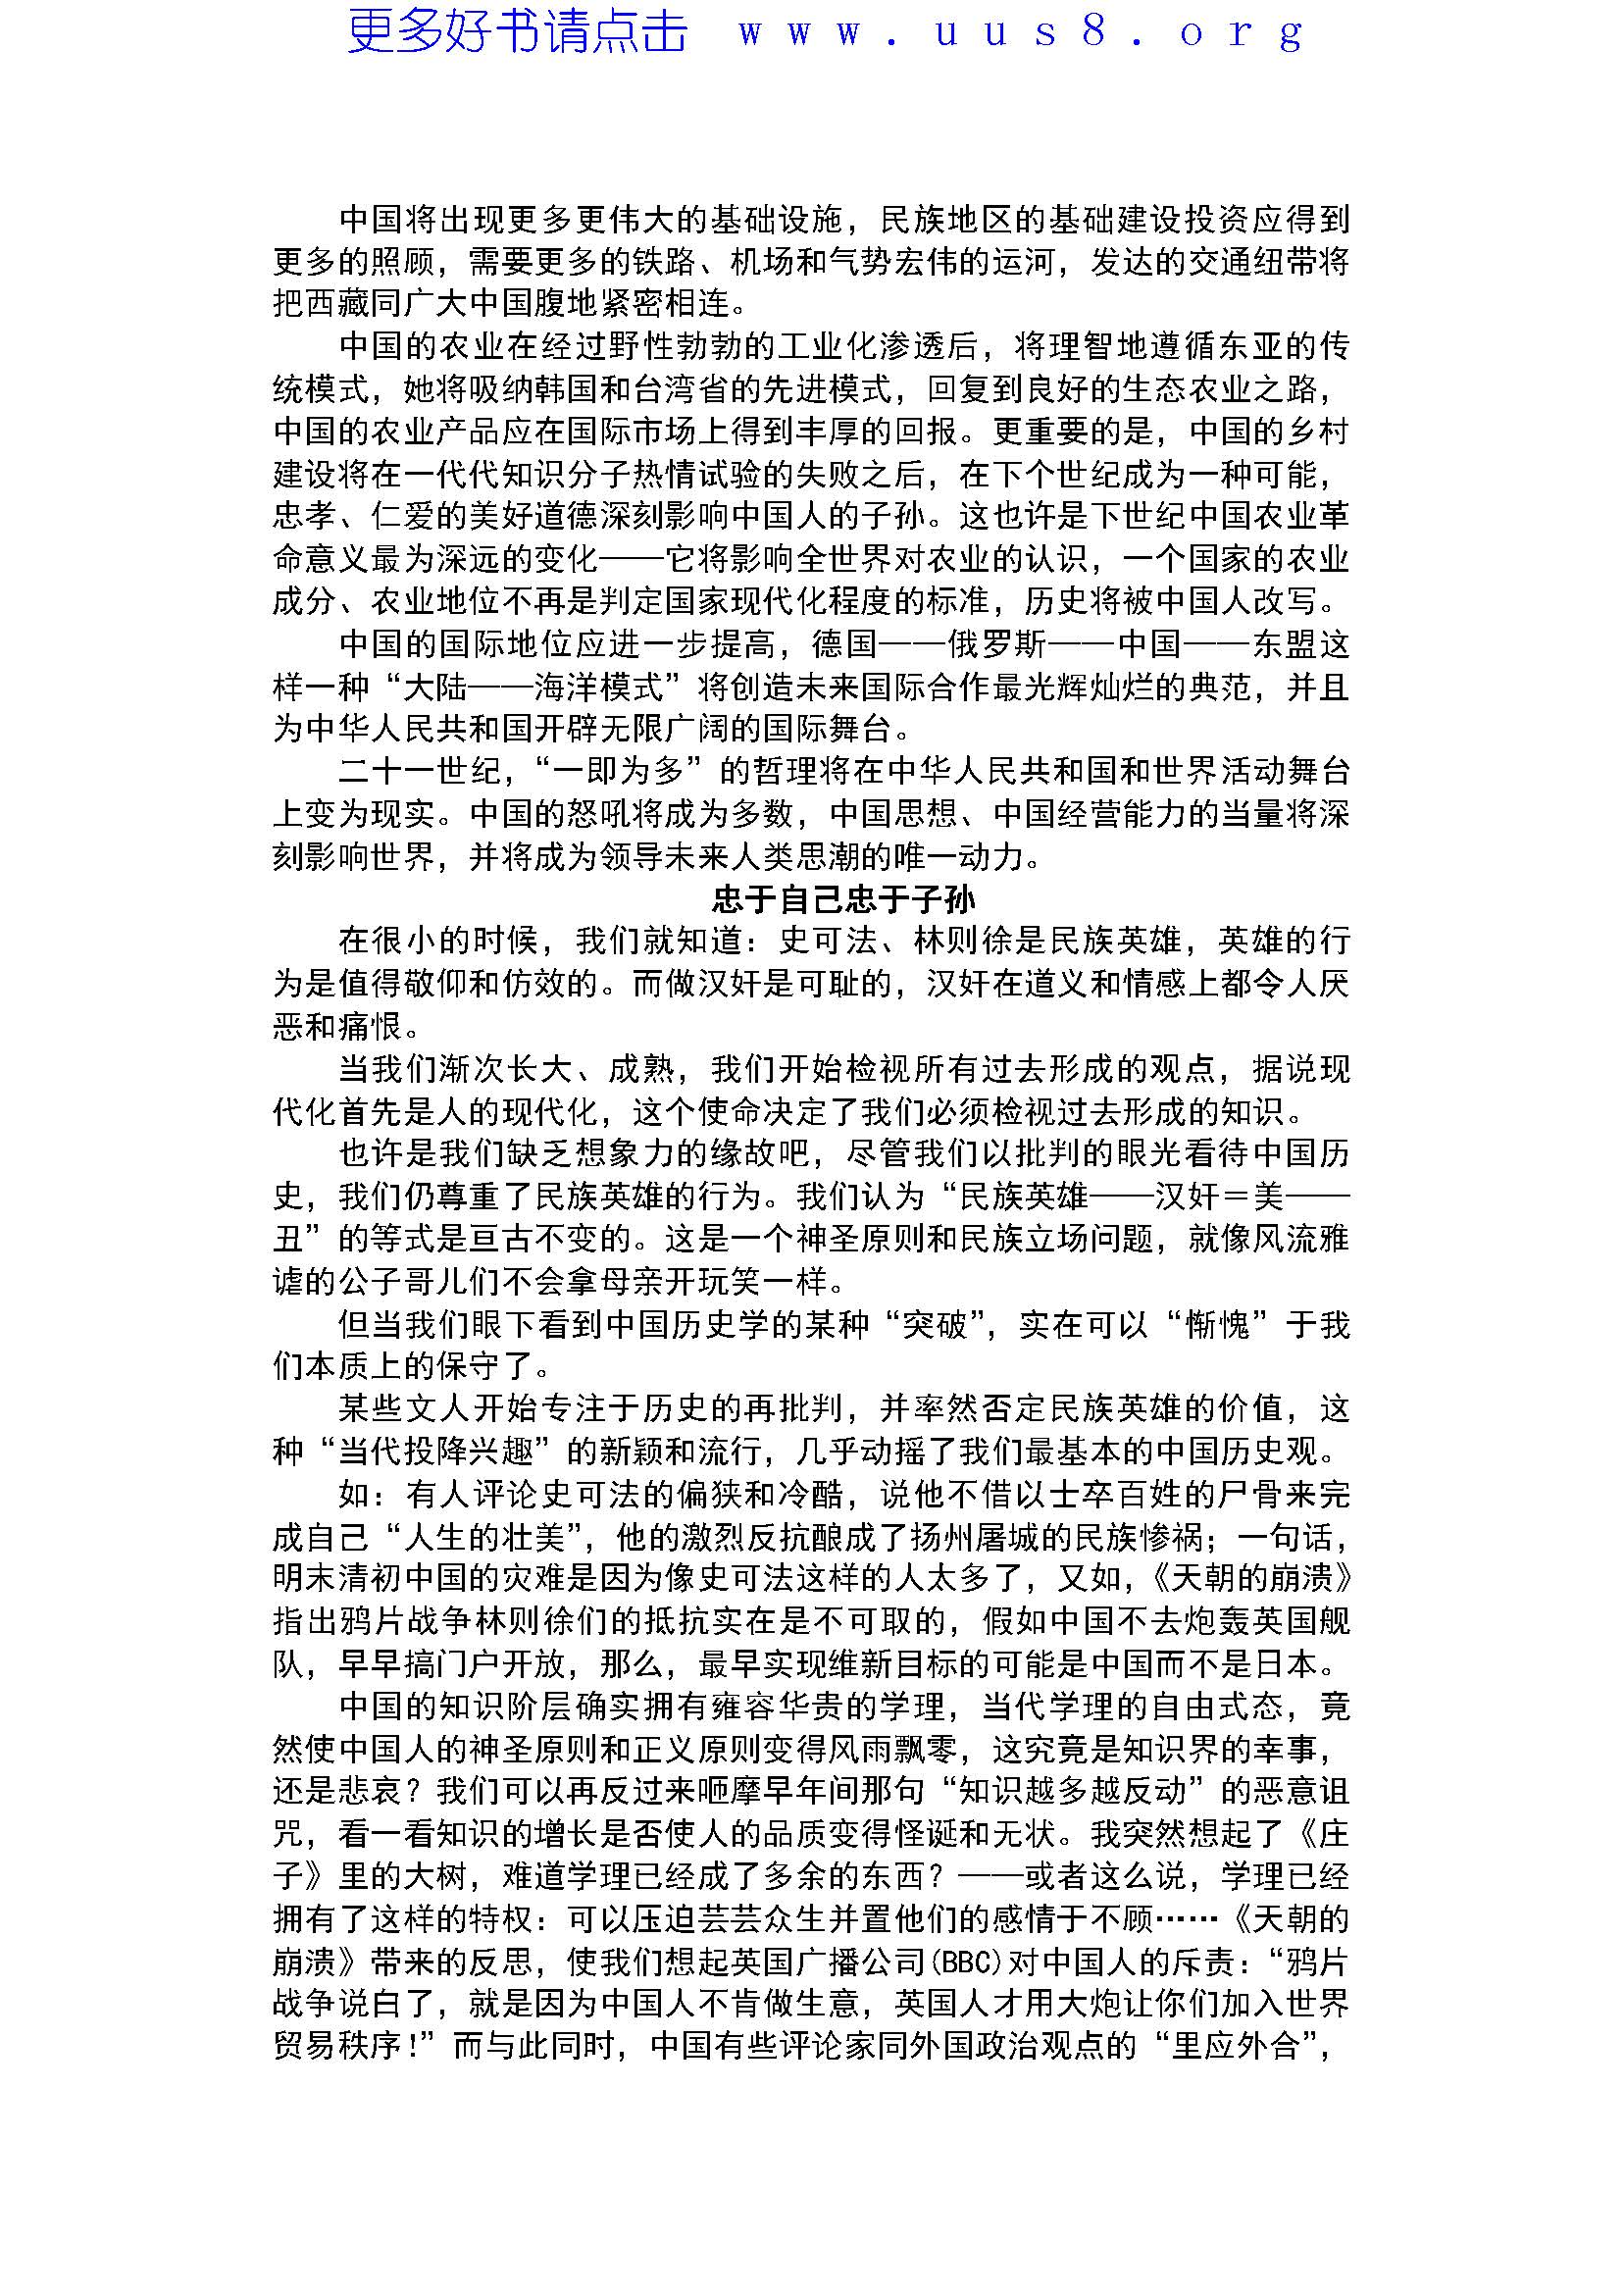 更多好书请点击 www.uus8.org
中国将出现更多更伟大的基础设施，民族地区的基础建设投资应得到
更多的照顾，需要更多的铁路、机场和气势宏伟的运河，发达的交通纽带将
把西藏同广大中国腹地紧密相连。
中国的农业在经过野性勃勃的工业化渗透后，将理智地遵循东亚的传
统模式，她将吸纳韩国和台湾省的先进模式，回复到良好的生态农业之路，
中国的农业产品应在国际市场上得到丰厚的回报。更重要的是，中国的乡村
建设将在一代代知识分子热情试验的失败之后，在下个世纪成为一种可能，
忠孝、仁爱的美好道德深刻影响中国人的子孙。这也许是下世纪中国农业革
命意义最为深远的变化——它将影响全世界对农业的认识，一个国家的农业
成分、农业地位不再是判定国家现代化程度的标准，历史将被中国人改写。
中国的国际地位应进一步提高，德国——俄罗斯——中国——东盟这
样一种“大陆——海洋模式”将创造未来国际合作最光辉灿烂的典范，并且
为中华人民共和国开辟无限广阔的国际舞台。
二十一世纪，“一即为多”的哲理将在中华人民共和国和世界活动舞台
上变为现实。中国的怒吼将成为多数，中国思想、中国经营能力的当量将深
刻影响世界，并将成为领导未来人类思潮的唯一动力。
忠于自己忠于子孙
在很小的时候，我们就知道：史可法、林则徐是民族英雄，英雄的行
为是值得敬仰和仿效的。而做汉奸是可耻的，汉奸在道义和情感上都令人厌
恶和痛恨。
当我们渐次长大、成熟，我们开始检视所有过去形成的观点，据说现
代化首先是人的现代化，这个使命决定了我们必须检视过去形成的知识。
也许是我们缺乏想象力的缘故吧，尽管我们以批判的眼光看待中国历
史，我们仍尊重了民族英雄的行为。我们认为“民族英雄——汉奸＝美——
丑”的等式是亘古不变的。这是一个神圣原则和民族立场问题，就像风流雅
谑的公子哥儿们不会拿母亲开玩笑一样。
但当我们眼下看到中国历史学的某种“突破”，实在可以“惭愧”于我
们本质上的保守了。
某些文人开始专注于历史的再批判，并率然否定民族英雄的价值，这
种“当代投降兴趣”的新颖和流行，几乎动摇了我们最基本的中国历史观。
如：有人评论史可法的偏狭和冷酷，说他不借以士卒百姓的尸骨来完
成自己“人生的壮美”，他的激烈反抗酿成了扬州屠城的民族惨祸；一句话，
明末清初中国的灾难是因为像史可法这样的人太多了，又如，《天朝的崩溃》
指出鸦片战争林则徐们的抵抗实在是不可取的，假如中国不去炮轰英国舰
队，早早搞门户开放，那么，最早实现维新目标的可能是中国而不是日本。
中国的知识阶层确实拥有雍容华贵的学理，当代学理的自由式态，竟
然使中国人的神圣原则和正义原则变得风雨飘零，这究竟是知识界的幸事，
还是悲哀？我们可以再反过来咂摩早年间那句“知识越多越反动”的恶意诅
咒，看一看知识的增长是否使人的品质变得怪诞和无状。我突然想起了《庄
子》里的大树，难道学理已经成了多余的东西？——或者这么说，学理已经
拥有了这样的特权：可以压迫芸芸众生并置他们的感情于不顾……《天朝的
崩溃》带来的反思，使我们想起英国广播公司(BBC)对中国人的斥责：“鸦片
战争说白了，就是因为中国人不肯做生意，英国人才用大炮让你们加入世界
贸易秩序！”而与此同时，中国有些评论家同外国政治观点的“里应外合”，